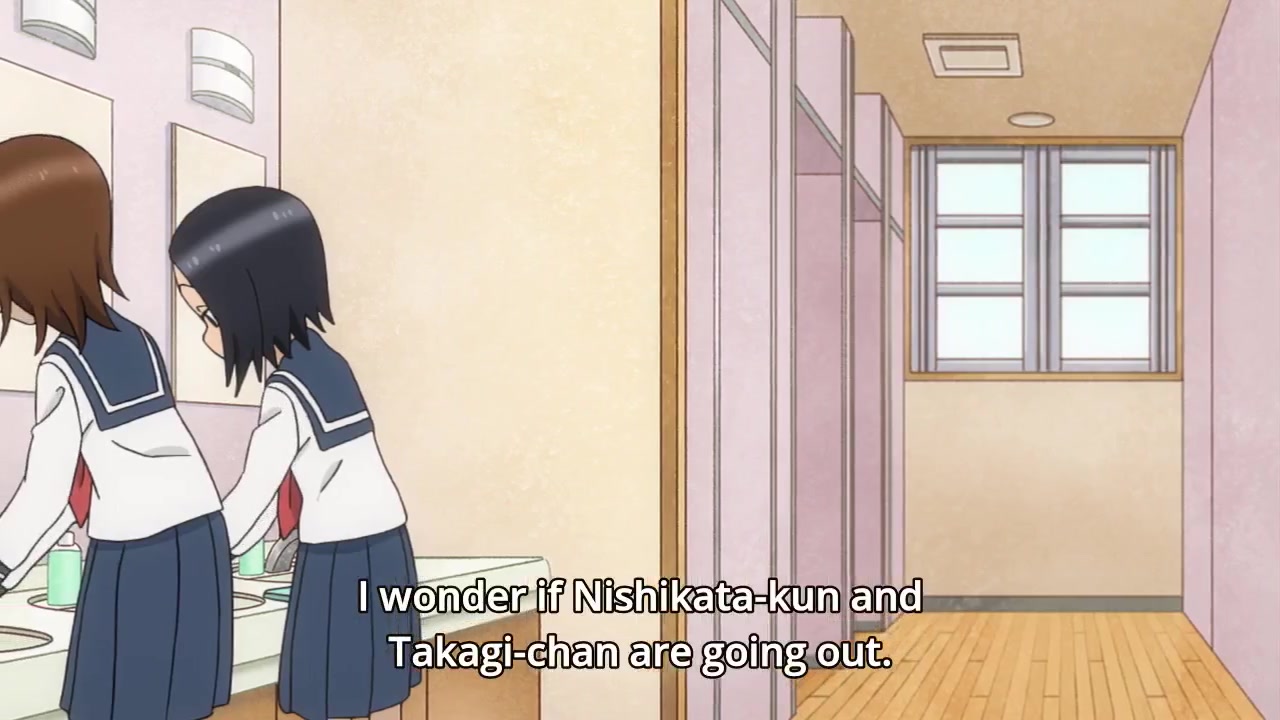 I wonder if Nishikata-kun and
Takagi-chan are going out.